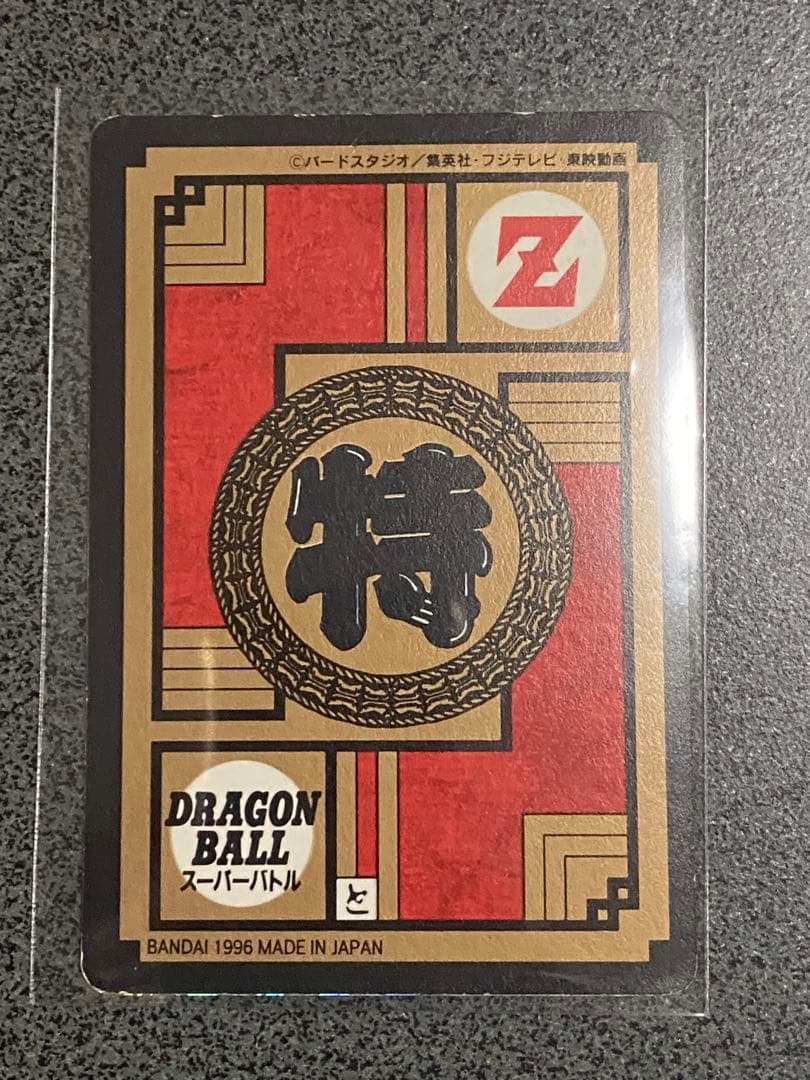 ©バードスタジオ／集英社・フジテレビ・東映動画
Z
特
DRAGON
BALL
スーパーバトル
と
BANDAI 1996 MADE IN JAPAN